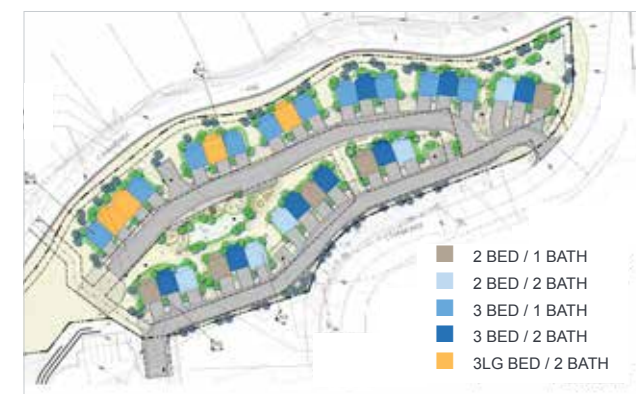 2 BED / 1 BATH
2 BED / 2 BATH
3 BED / 1 BATH
3 BED / 2 BATH
3LG BED / 2 BATH